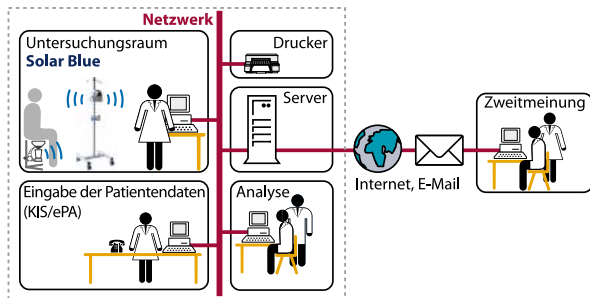 Netzwerk
Untersuchungsraum
Solar Blue
Drucker
Server
Zweitmeinung
Internet, E-Mail
Eingabe der Patientendaten
(KIS/ePA)
Analyse